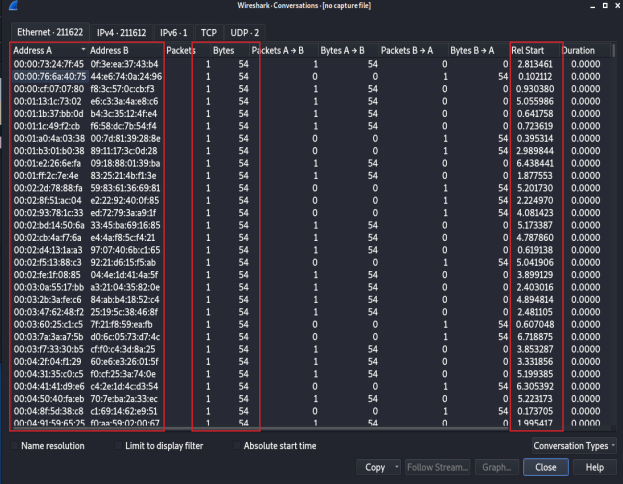 Wireshark · Conversations · [no capture file]
Ethernet · 211622 IPv4 · 211612 IPv6 · 1 TCP UDP · 2
Address A Address B Packets Bytes Packets A → B Bytes A → B Packets B → A Bytes B → A Rel Start Duration
00:00:73:24:7f:45 0f:3e:ea:37:43:b4 1 54 1 54 0 0 2.813461 0.0000
00:00:76:6a:40:75 44:e6:74:0a:24:96 1 54 0 0 1 54 0.102112 0.0000
00:00:cf:07:07:80 f8:3c:57:0c:cb:f3 1 54 1 54 0 0 0.930380 0.0000
00:01:13:1c:73:02 e6:c3:3a:4a:e8:c6 1 54 1 54 0 0 5.055986 0.0000
00:01:1b:37:bb:0d b4:3c:35:12:4f:e4 1 54 1 54 0 0 0.641758 0.0000
00:01:1c:49:f2:cb f6:58:dc:7b:54:f4 1 54 1 54 0 0 0.723619 0.0000
00:01:a0:4a:03:38 00:7d:81:39:28:8e 1 54 0 0 1 54 0.395314 0.0000
00:01:b3:01:b0:38 89:11:17:3c:0d:28 1 54 0 0 1 54 2.989844 0.0000
00:01:e2:26:6e:fa 09:18:88:01:39:ba 1 54 1 54 0 0 6.438441 0.0000
00:01:ff:2c:7e:4e 83:25:21:4b:f1:3e 1 54 1 54 0 0 1.877553 0.0000
00:02:2d:78:88:fa 59:83:61:36:69:81 1 54 0 0 1 54 5.201730 0.0000
00:02:8f:51:ac:04 e2:22:92:40:0f:85 1 54 0 0 1 54 2.224970 0.0000
00:02:93:78:1c:33 ed:72:79:3a:a9:1f 1 54 0 0 1 54 4.081423 0.0000
00:02:bd:14:50:6a 33:45:ba:69:16:85 1 54 1 54 0 0 5.173387 0.0000
00:02:cb:4a:f7:6a e4:4a:f8:5c:f4:21 1 54 1 54 0 0 4.787860 0.0000
00:02:d4:13:1a:a3 97:07:40:6b:c1:65 1 54 1 54 0 0 0.619138 0.0000
00:02:f5:13:88:c3 92:21:d6:15:f5:ab 1 54 0 0 1 54 5.041906 0.0000
00:02:fe:1f:08:85 04:4e:1d:41:4a:5f 1 54 1 54 0 0 3.899129 0.0000
00:03:0a:55:17:bb a3:21:04:35:82:0e 1 54 1 54 0 0 2.403016 0.0000
00:03:2b:3a:fe:c6 84:ab:b4:18:52:c4 1 54 1 54 0 0 4.894814 0.0000
00:03:47:62:48:f2 25:19:5c:38:46:8f 1 54 1 54 0 0 2.481105 0.0000
00:03:60:25:c1:c5 7f:21:f8:59:ea:fb 1 54 0 0 1 54 0.607048 0.0000
00:03:7a:3a:a7:5b d0:6c:05:73:d7:4c 1 54 0 0 1 54 6.718875 0.0000
00:03:f7:33:30:b5 cf:f0:c4:3d:8a:25 1 54 1 54 0 0 3.853287 0.0000
00:04:2f:04:f1:29 60:e6:e3:26:01:5f 1 54 1 54 0 0 3.331856 0.0000
00:04:31:35:c0:c5 f0:cf:25:3a:74:0e 1 54 1 54 0 0 5.199385 0.0000
00:04:41:41:d9:e6 c4:2e:1d:4c:d3:54 1 54 0 0 1 54 6.305392 0.0000
00:04:50:40:fa:eb 70:7e:ba:2a:33:ec 1 54 1 54 0 0 5.223173 0.0000
00:04:8f:5d:38:c8 c1:69:14:62:e9:51 1 54 0 0 1 54 0.173705 0.0000
00:04:91:59:65:25 f0:aa:59:02:00:67 1 54 1 54 0 0 1.995417 0.0000
Name resolution Limit to display filter Absolute start time Conversation Types
Copy Follow Stream... Graph... Close Help